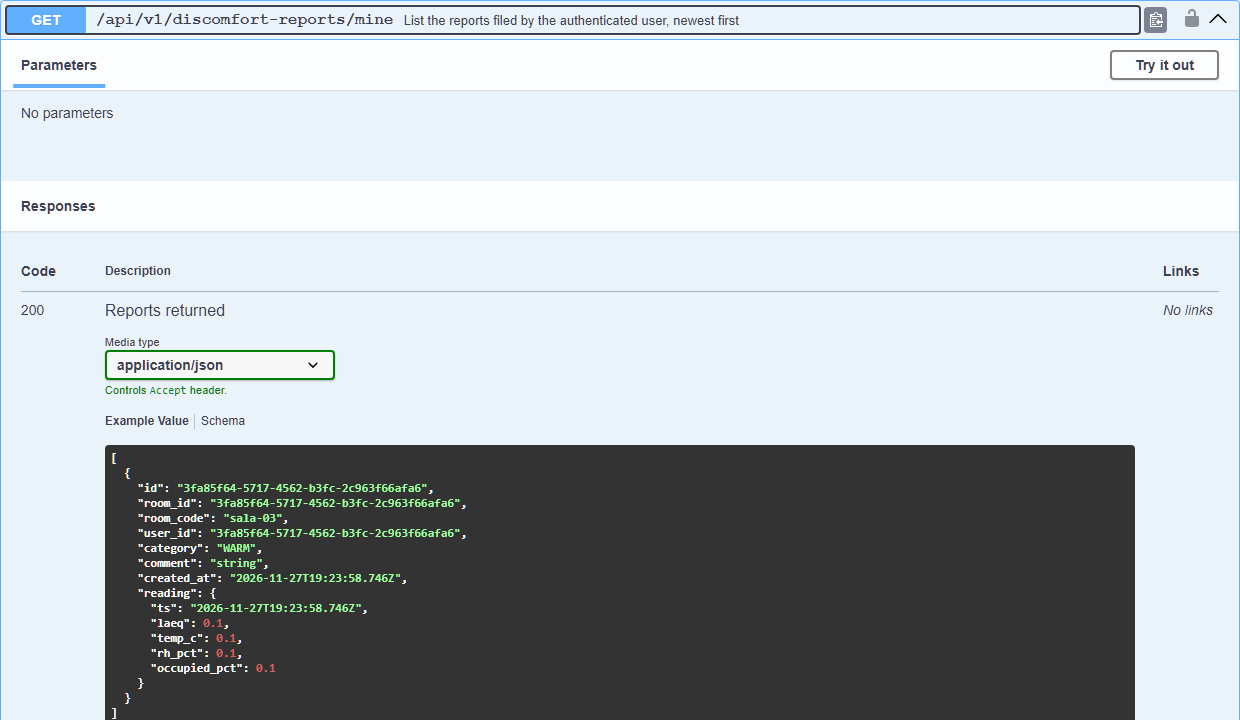 GET /api/v1/discomfort-reports/mine List the reports filed by the authenticated user, newest first
Parameters
Try it out
No parameters
Responses
Code Description Links
200 Reports returned No links
Media type
application/json
Controls Accept header.
Example Value Schema
[
  {
    "id": "3fa85f64-5717-4562-b3fc-2c963f66afa6",
    "room_id": "3fa85f64-5717-4562-b3fc-2c963f66afa6",
    "room_code": "sala-03",
    "user_id": "3fa85f64-5717-4562-b3fc-2c963f66afa6",
    "category": "WARM",
    "comment": "string",
    "created_at": "2026-11-27T19:23:58.746Z",
    "reading": {
      "ts": "2026-11-27T19:23:58.746Z",
      "laeq": 0.1,
      "temp_c": 0.1,
      "rh_pct": 0.1,
      "occupied_pct": 0.1
    }
  }
]